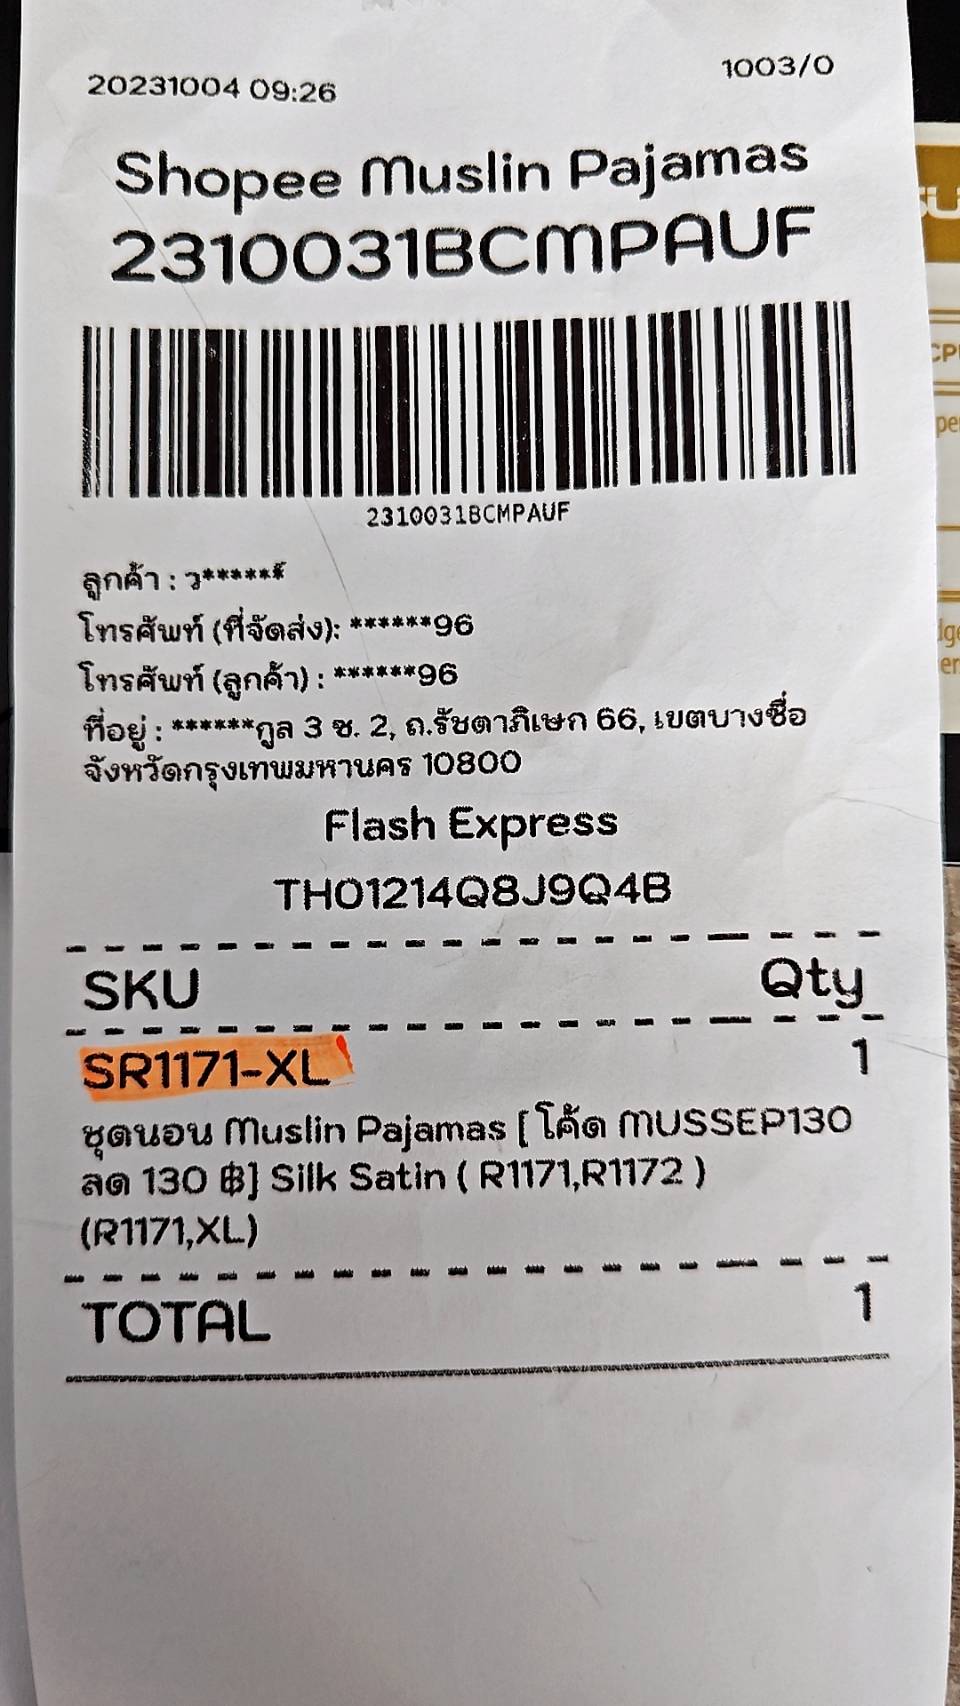 20231004 09:26
1003/0
Shopee Muslin Pajamas
2310031BCMPAUF
2310031BCMPAUF
ลูกค้า : ว******์
โทรศัพท์ (ที่จัดส่ง): ******96
โทรศัพท์ (ลูกค้า) : ******96
ที่อยู่ : ******กูล 3 ซ. 2, ถ.รัชดาภิเษก 66, เขตบางซื่อ
จังหวัดกรุงเทพมหานคร 10800
Flash Express
TH01214Q8J9Q4B
SKU Qty
SR1171-XL 1
ชุดนอน Muslin Pajamas [ โค้ด MUSSEP130
ลด 130 ฿] Silk Satin ( R1171,R1172 )
(R1171,XL)
TOTAL 1